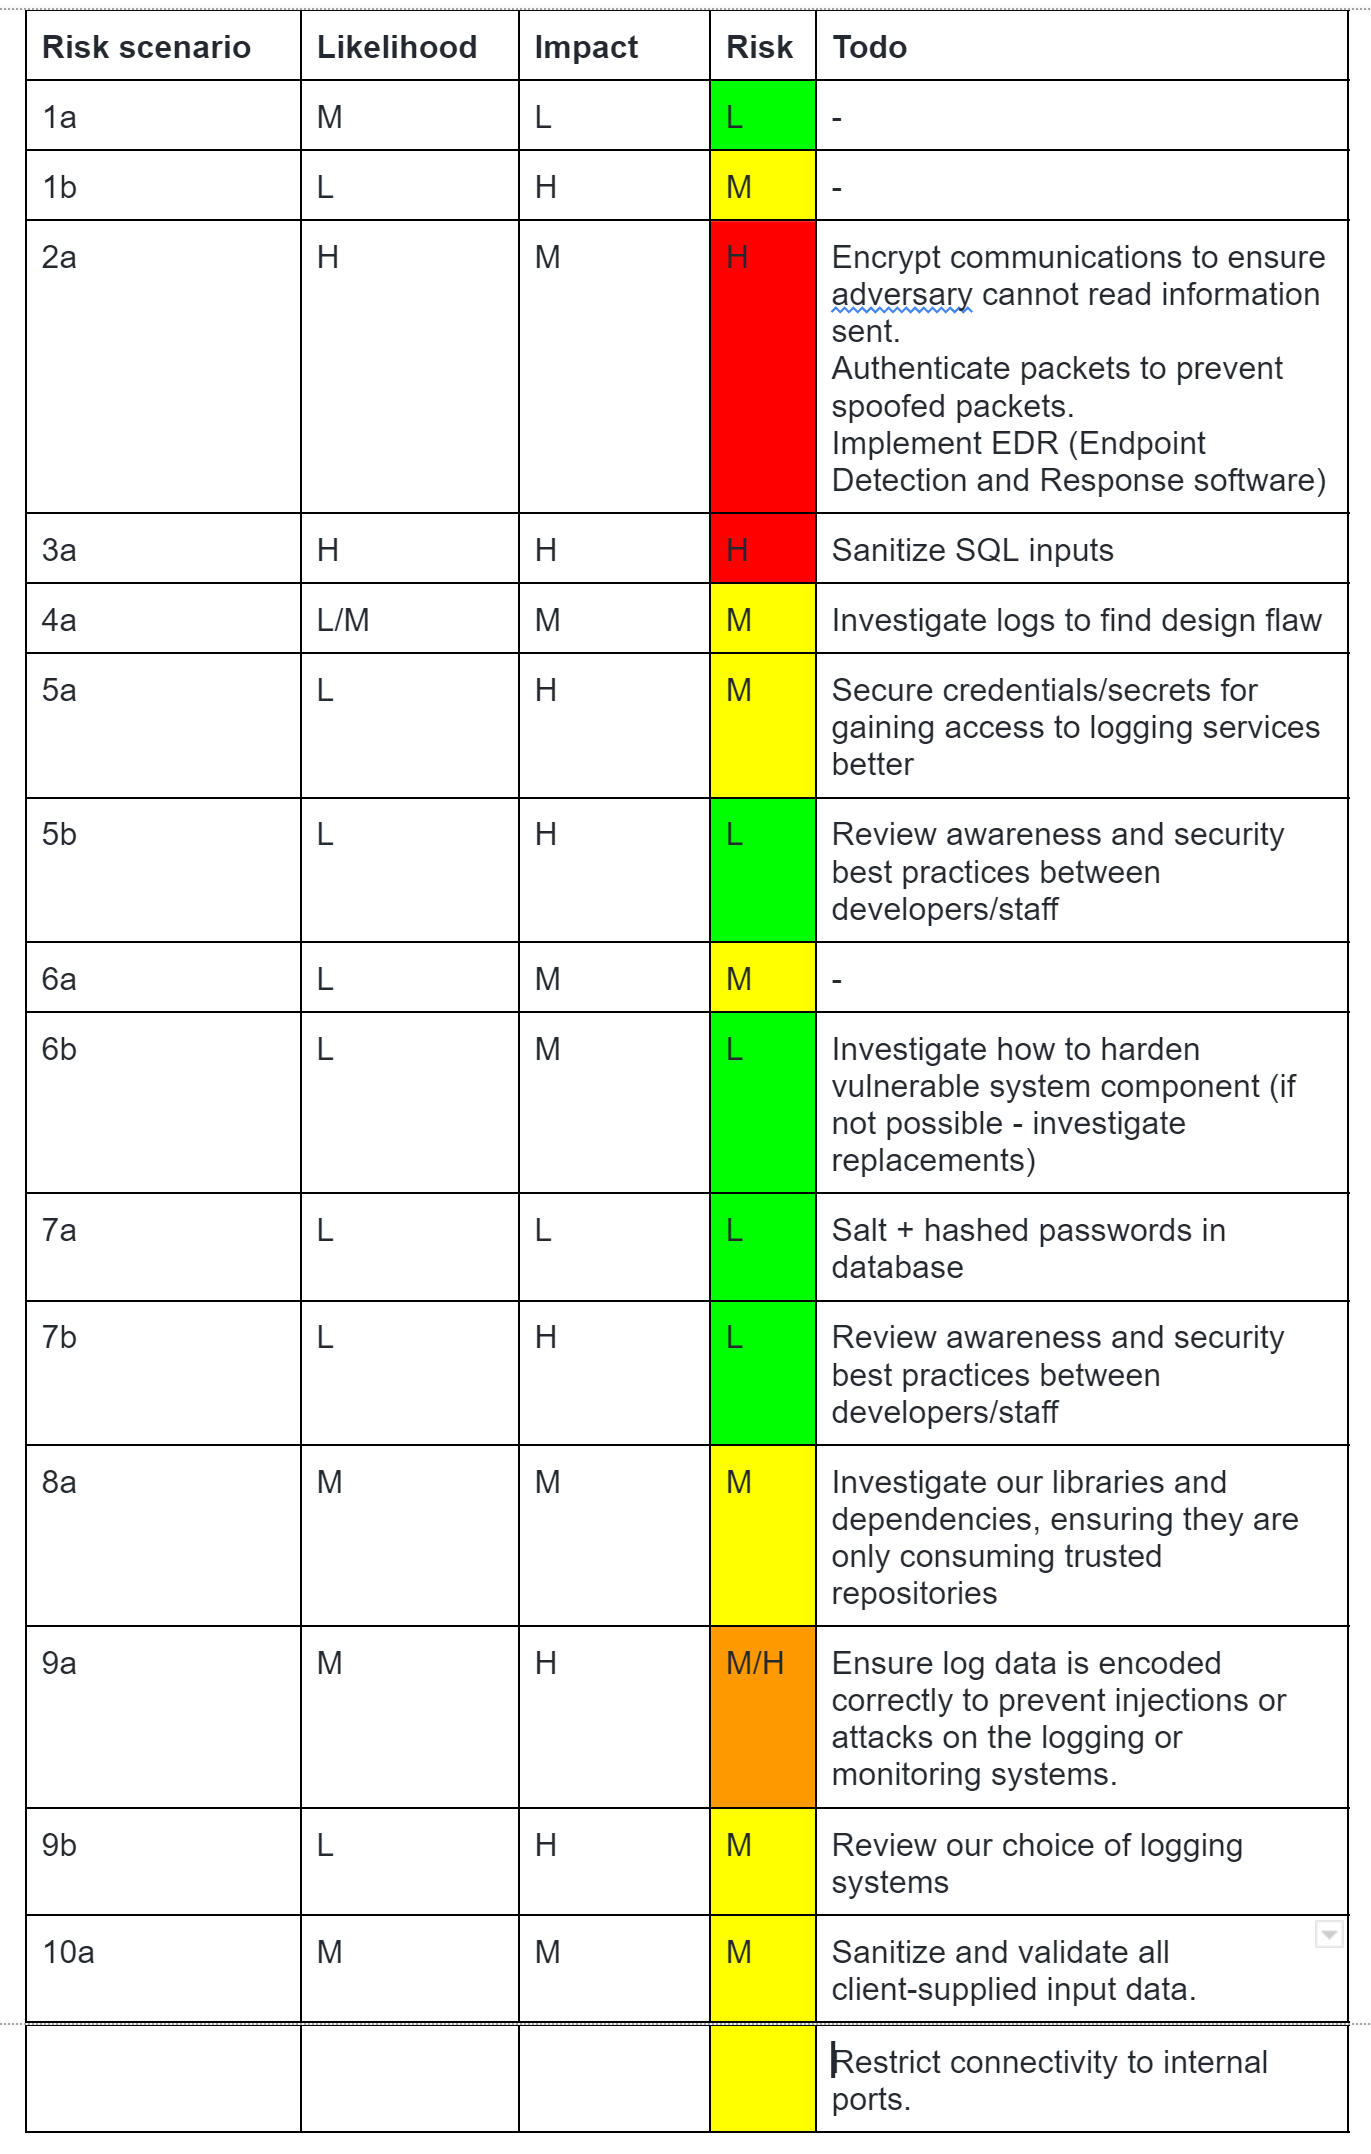 Risk scenario Likelihood Impact Risk Todo
1a M L L -
1b L H M -
2a H M H Encrypt communications to ensure
adversary cannot read information
sent.
Authenticate packets to prevent
spoofed packets.
Implement EDR (Endpoint
Detection and Response software)
3a H H H Sanitize SQL inputs
4a L/M M M Investigate logs to find design flaw
5a L H M Secure credentials/secrets for
gaining access to logging services
better
5b L H L Review awareness and security
best practices between
developers/staff
6a L M M -
6b L M L Investigate how to harden
vulnerable system component (if
not possible - investigate
replacements)
7a L L L Salt + hashed passwords in
database
7b L H L Review awareness and security
best practices between
developers/staff
8a M M M Investigate our libraries and
dependencies, ensuring they are
only consuming trusted
repositories
9a M H M/H Ensure log data is encoded
correctly to prevent injections or
attacks on the logging or
monitoring systems.
9b L H M Review our choice of logging
systems
10a M M M Sanitize and validate all
client-supplied input data.
Restrict connectivity to internal
ports.